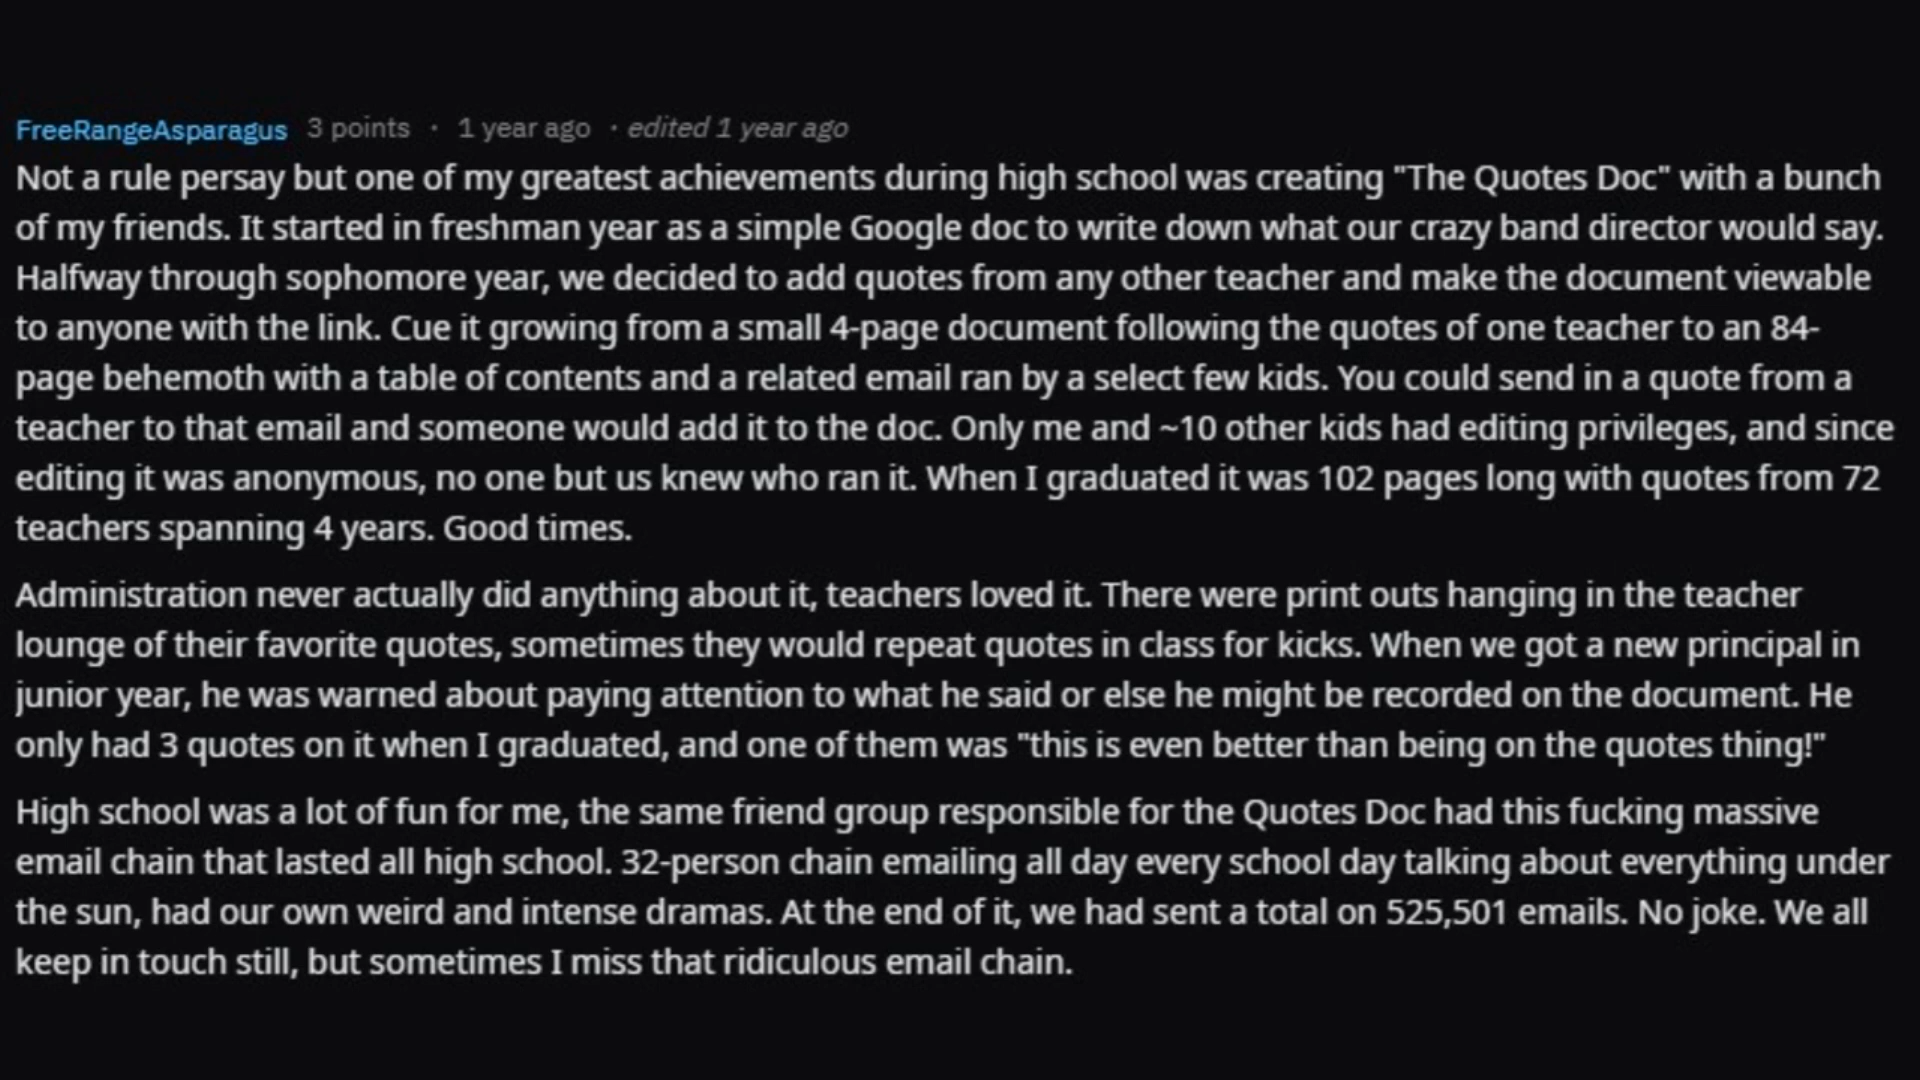 FreeRangeAsparagus 3 points · 1 year ago · edited 1 year ago
Not a rule persay but one of my greatest achievements during high school was creating "The Quotes Doc" with a bunch
of my friends. It started in freshman year as a simple Google doc to write down what our crazy band director would say.
Halfway through sophomore year, we decided to add quotes from any other teacher and make the document viewable
to anyone with the link. Cue it growing from a small 4-page document following the quotes of one teacher to an 84-
page behemoth with a table of contents and a related email ran by a select few kids. You could send in a quote from a
teacher to that email and someone would add it to the doc. Only me and ~10 other kids had editing privileges, and since
editing it was anonymous, no one but us knew who ran it. When I graduated it was 102 pages long with quotes from 72
teachers spanning 4 years. Good times.
Administration never actually did anything about it, teachers loved it. There were print outs hanging in the teacher
lounge of their favorite quotes, sometimes they would repeat quotes in class for kicks. When we got a new principal in
junior year, he was warned about paying attention to what he said or else he might be recorded on the document. He
only had 3 quotes on it when I graduated, and one of them was "this is even better than being on the quotes thing!"
High school was a lot of fun for me, the same friend group responsible for the Quotes Doc had this fucking massive
email chain that lasted all high school. 32-person chain emailing all day every school day talking about everything under
the sun, had our own weird and intense dramas. At the end of it, we had sent a total on 525,501 emails. No joke. We all
keep in touch still, but sometimes I miss that ridiculous email chain.